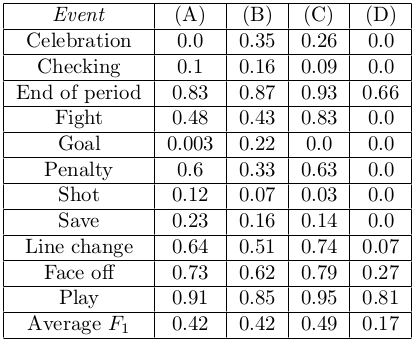 Event (A) (B) (C) (D)
Celebration 0.0 0.35 0.26 0.0
Checking 0.1 0.16 0.09 0.0
End of period 0.83 0.87 0.93 0.66
Fight 0.48 0.43 0.83 0.0
Goal 0.003 0.22 0.0 0.0
Penalty 0.6 0.33 0.63 0.0
Shot 0.12 0.07 0.03 0.0
Save 0.23 0.16 0.14 0.0
Line change 0.64 0.51 0.74 0.07
Face off 0.73 0.62 0.79 0.27
Play 0.91 0.85 0.95 0.81
Average F₁ 0.42 0.42 0.49 0.17